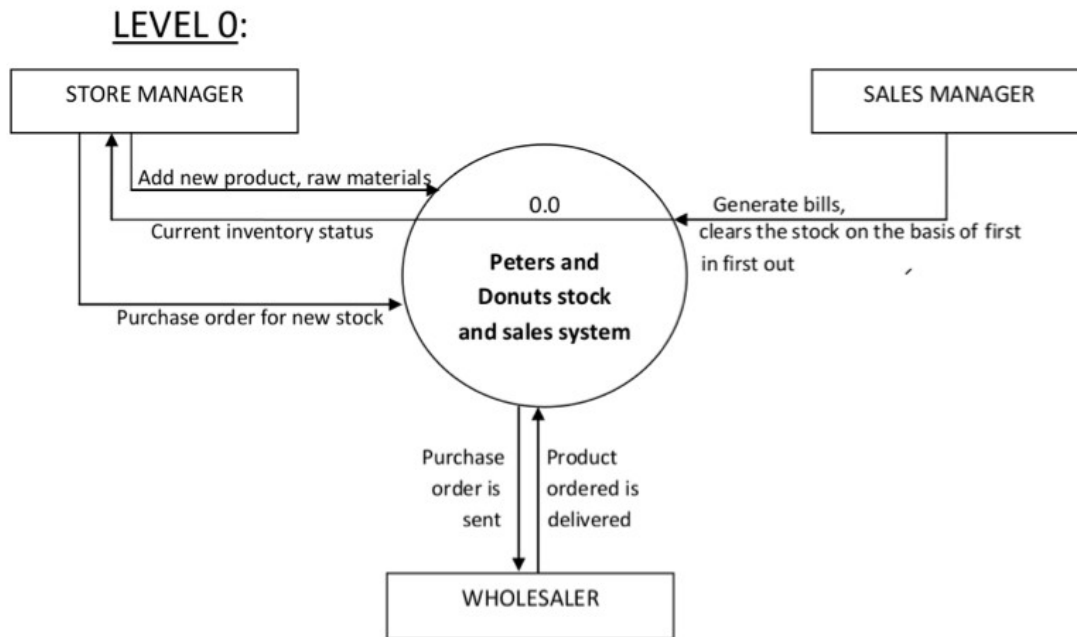 LEVEL 0:
STORE MANAGER
SALES MANAGER
Add new product, raw materials
0.0
Current inventory status
Generate bills,
clears the stock on the basis of first
in first out
Peters and
Donuts stock
and sales system
Purchase order for new stock
Purchase
order is
sent
Product
ordered is
delivered
WHOLESALER